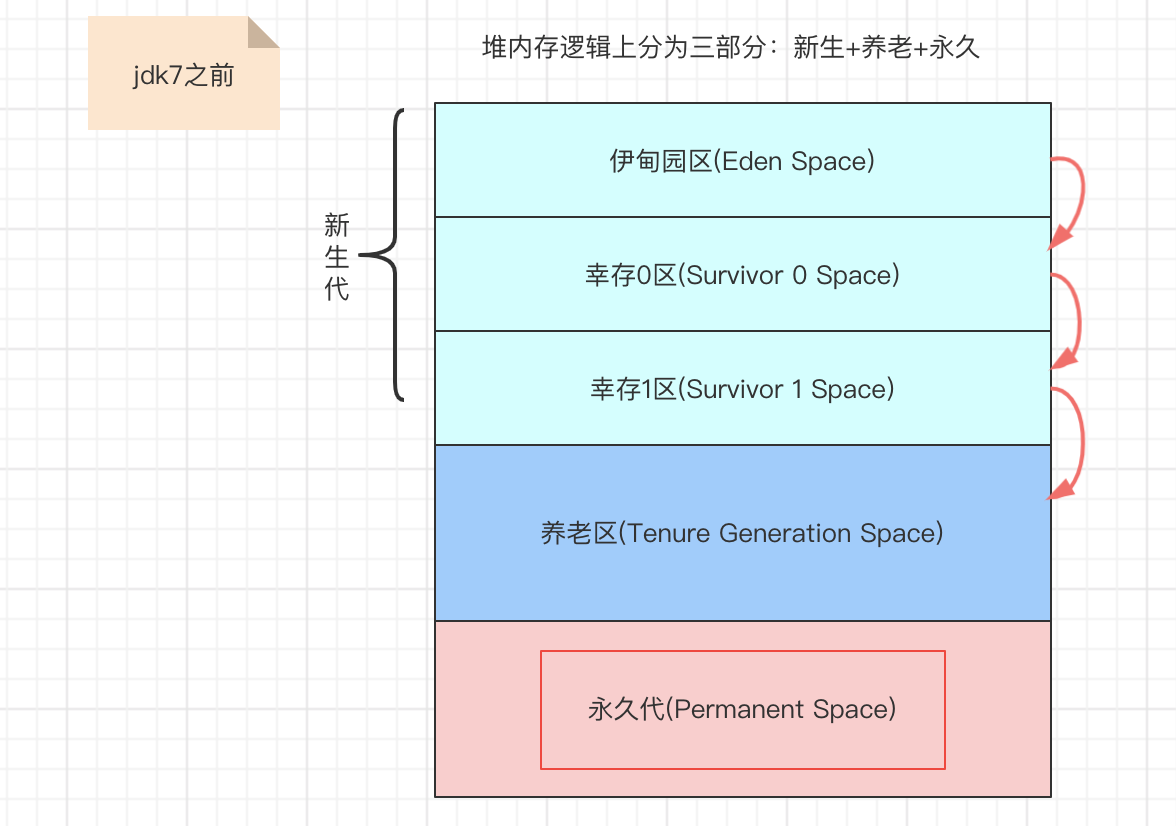 jdk7之前
堆内存逻辑上分为三部分：新生+养老+永久
伊甸园区(Eden Space)
新生代
幸存0区(Survivor 0 Space)
幸存1区(Survivor 1 Space)
养老区(Tenure Generation Space)
永久代(Permanent Space)